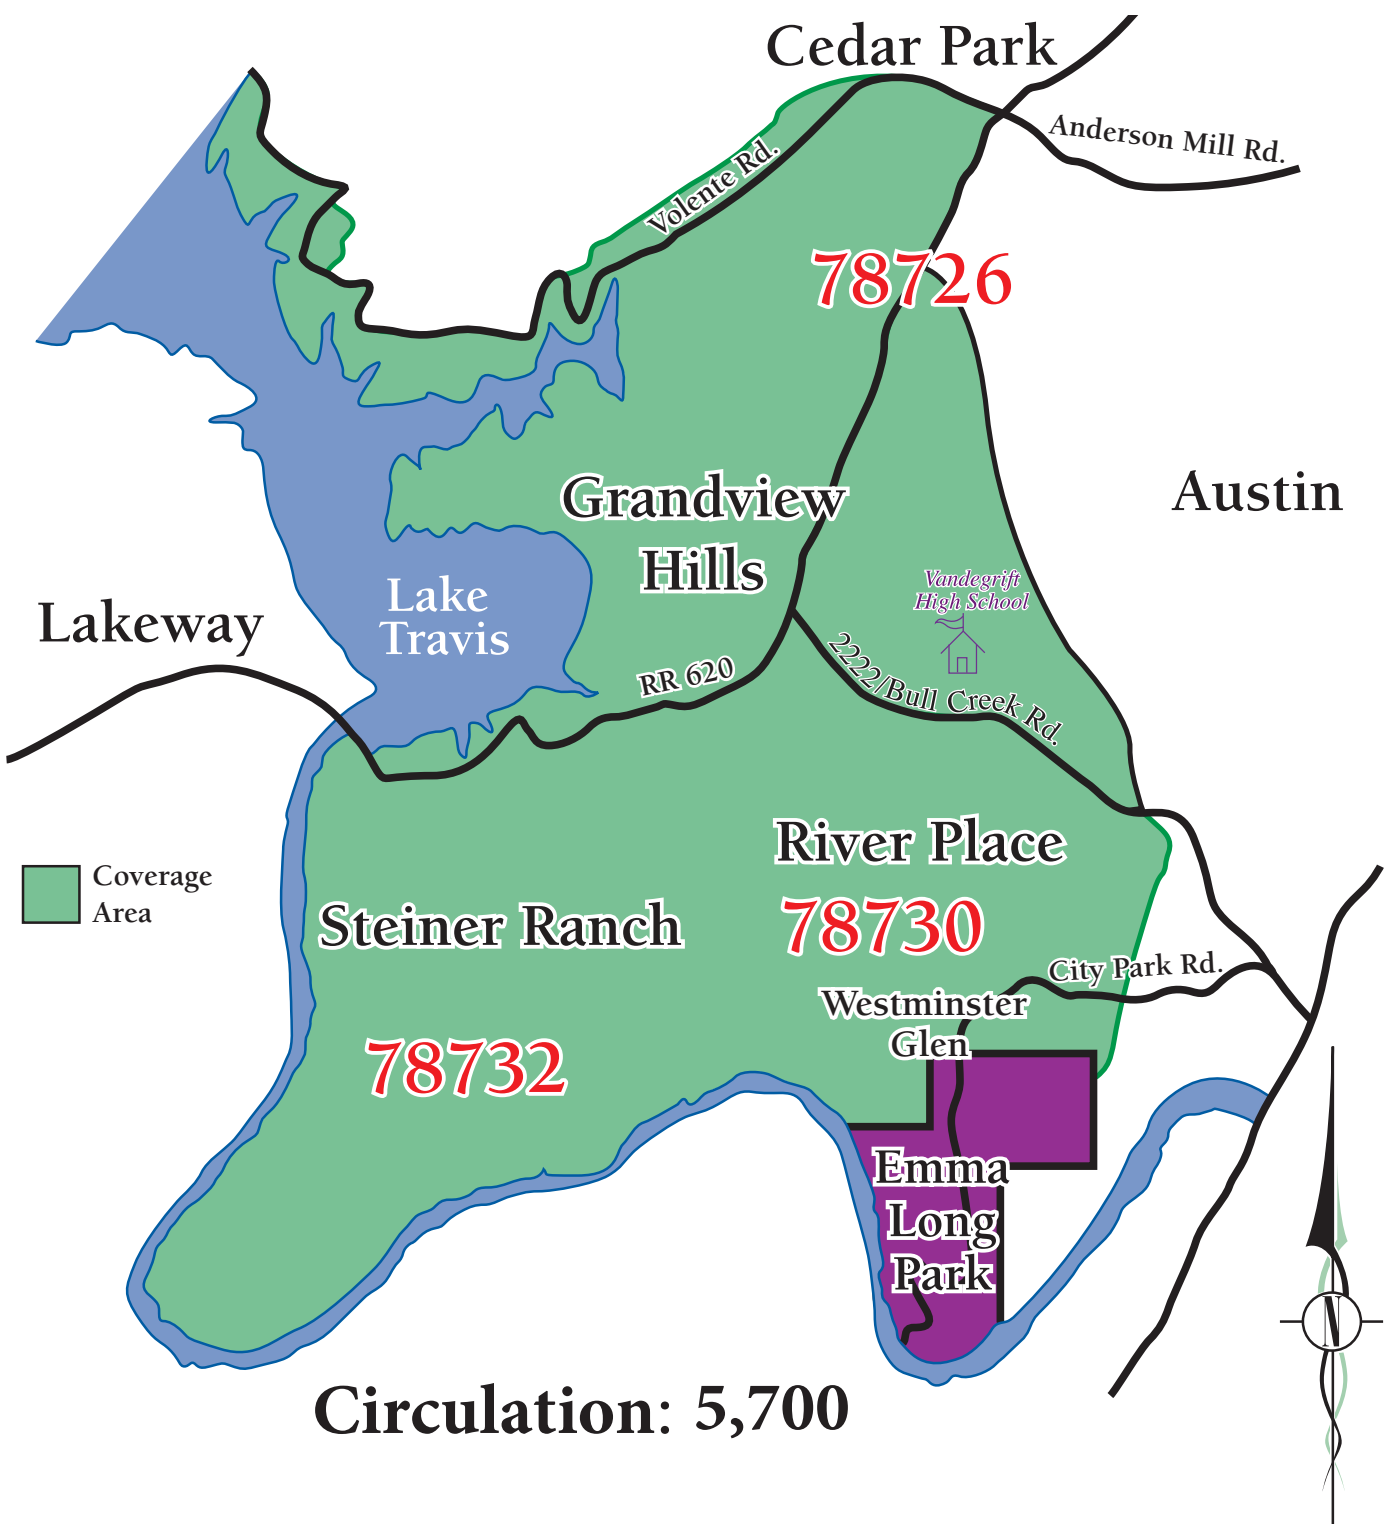 Cedar Park
Anderson Mill Rd.
Volente Rd.
78726
Grandview
Hills
Austin
Vandegrift
High School
Lake
Travis
Lakeway
RR 620
2222/Bull Creek Rd.
River Place
Coverage
Area
Steiner Ranch
78730
City Park Rd.
Westminster
Glen
78732
Emma
Long
Park
N
Circulation: 5,700